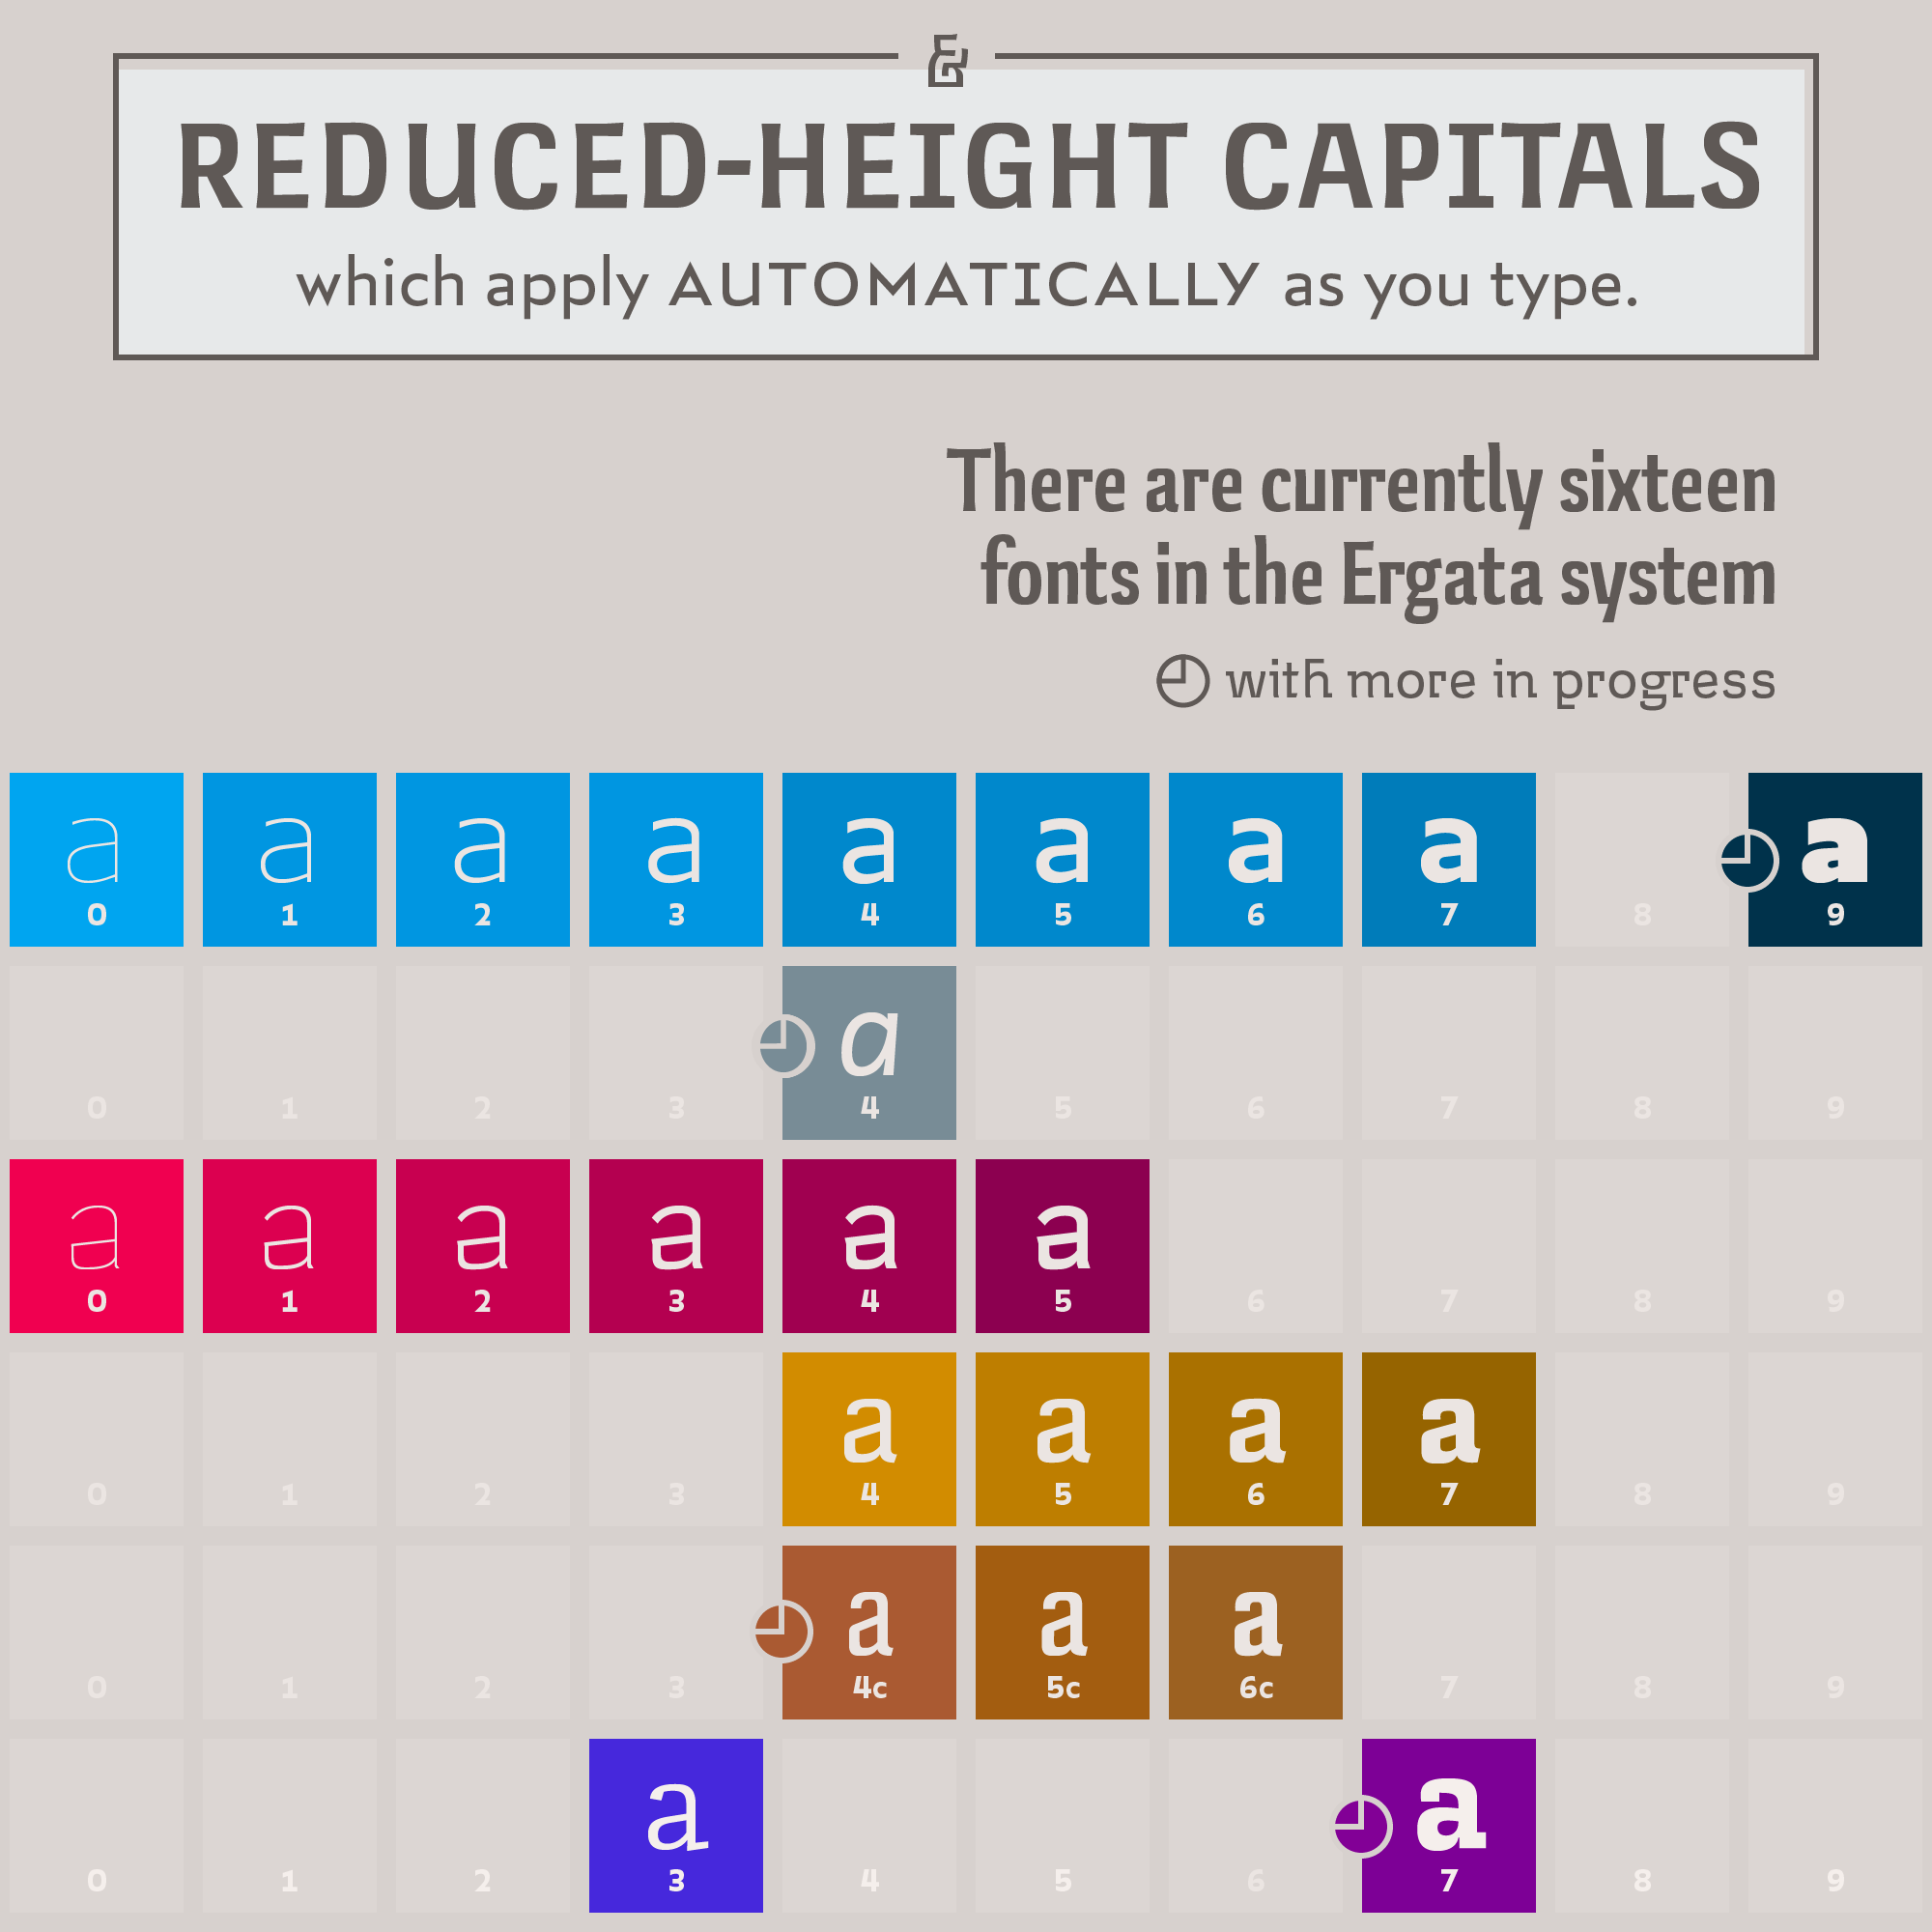 &
REDUCED-HEIGHT CAPITALS
which apply AUTOMATICALLY as you type.
There are currently sixteen
fonts in the Ergata system
with more in progress
a a a a a a a a a
0 1 2 3 4 5 6 7 8 9
a
0 1 2 3 4 5 6 7 8 9
a a a a a a
0 1 2 3 4 5 6 7 8 9
a a a a
0 1 2 3 4 5 6 7 8 9
a a a
0 1 2 3 4c 5c 6c 7 8 9
a a
0 1 2 3 4 5 6 7 8 9